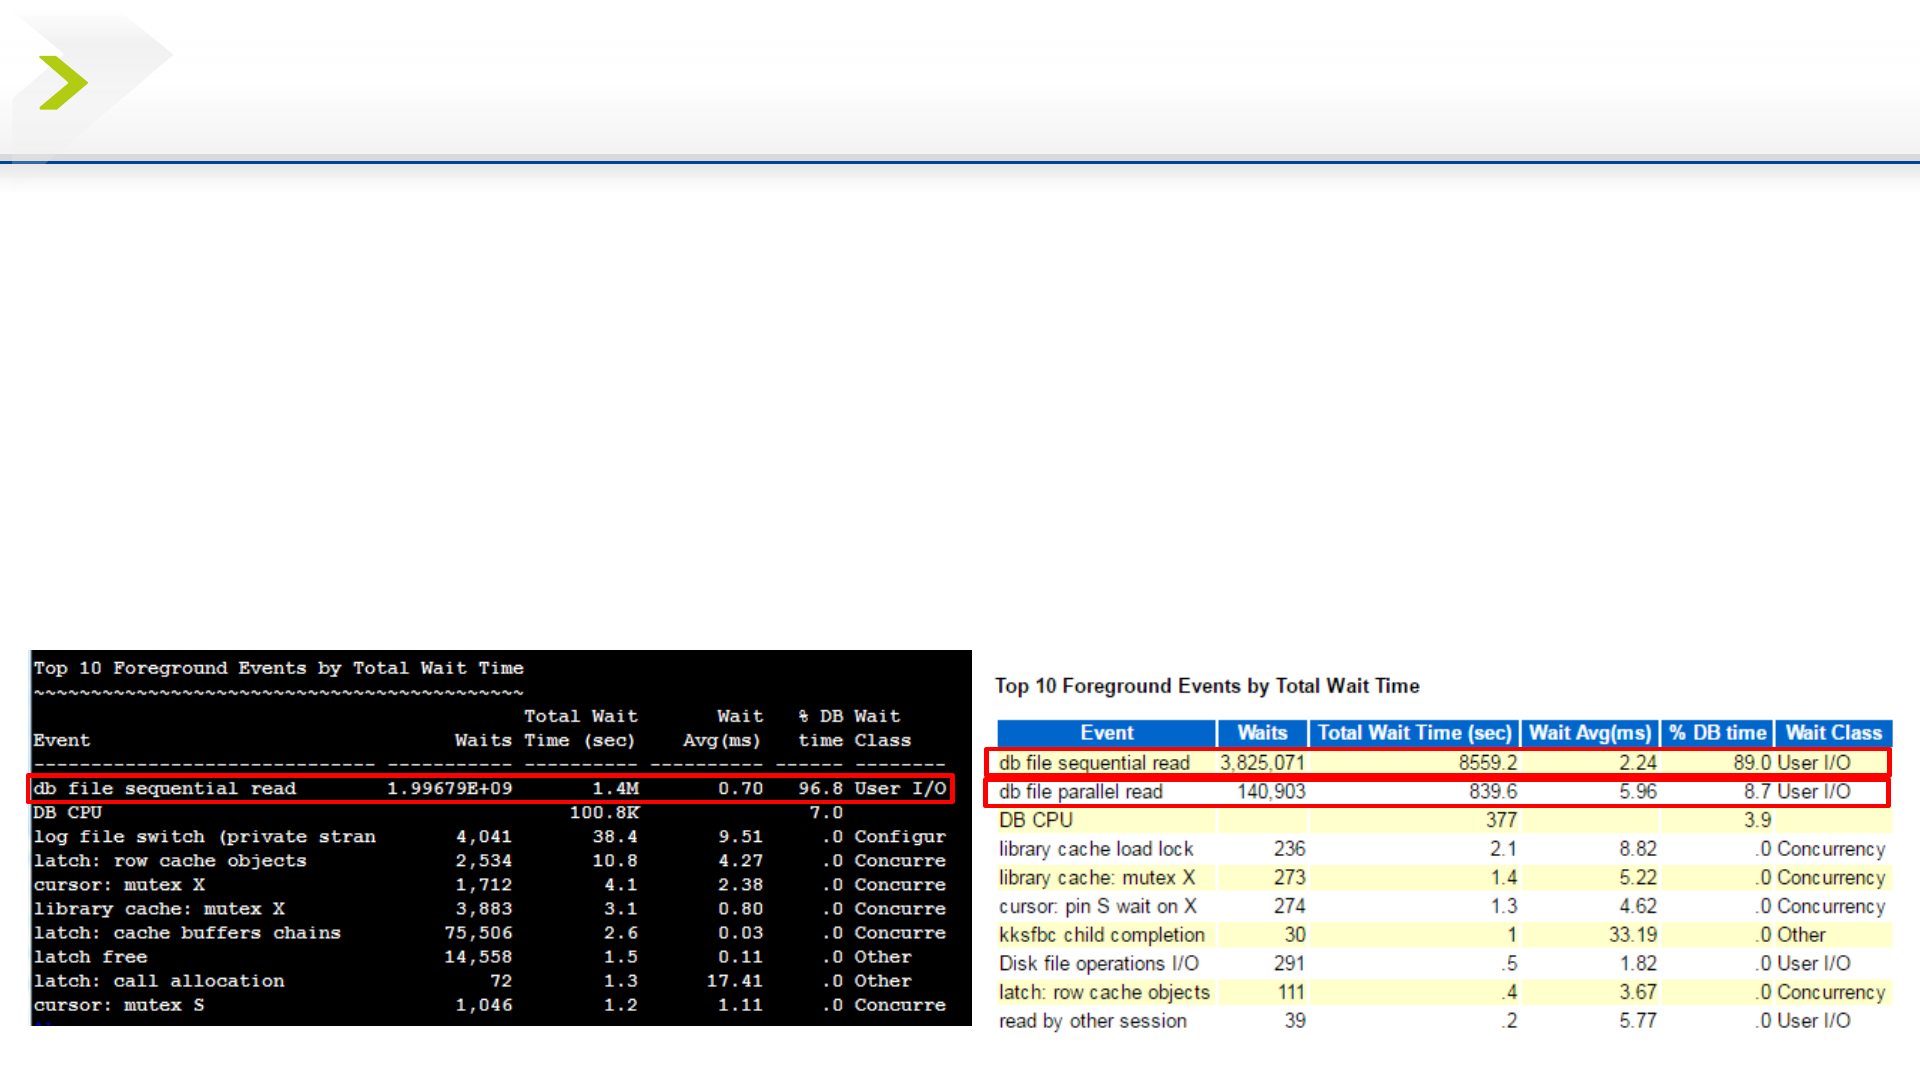 Top 10 Foreground Events by Total Wait Time
~~~~~~~~~~~~~~~~~~~~~~~~~~~~~~~~~~~~~~~~~~~
Total Wait Wait % DB Wait
Event Waits Time (sec) Avg(ms) time Class
------------------------------ ----------- ---------- ---------- ------ --------
db file sequential read 1.99679E+09 1.4M 0.70 96.8 User I/O
DB CPU 100.8K 7.0
log file switch (private stran 4,041 38.4 9.51 .0 Configur
latch: row cache objects 2,534 10.8 4.27 .0 Concurre
cursor: mutex X 1,712 4.1 2.38 .0 Concurre
library cache: mutex X 3,883 3.1 0.80 .0 Concurre
latch: cache buffers chains 75,506 2.6 0.03 .0 Concurre
latch free 14,558 1.5 0.11 .0 Other
latch: call allocation 72 1.3 17.41 .0 Other
cursor: mutex S 1,046 1.2 1.11 .0 Concurre
Top 10 Foreground Events by Total Wait Time
Event Waits Total Wait Time (sec) Wait Avg(ms) % DB time Wait Class
db file sequential read 3,825,071 8559.2 2.24 89.0 User I/O
db file parallel read 140,903 839.6 5.96 8.7 User I/O
DB CPU 377 3.9
library cache load lock 236 2.1 8.82 .0 Concurrency
library cache: mutex X 273 1.4 5.22 .0 Concurrency
cursor: pin S wait on X 274 1.3 4.62 .0 Concurrency
kksfbc child completion 30 1 33.19 .0 Other
Disk file operations I/O 291 .5 1.82 .0 User I/O
latch: row cache objects 111 .4 3.67 .0 Concurrency
read by other session 39 .2 5.77 .0 User I/O